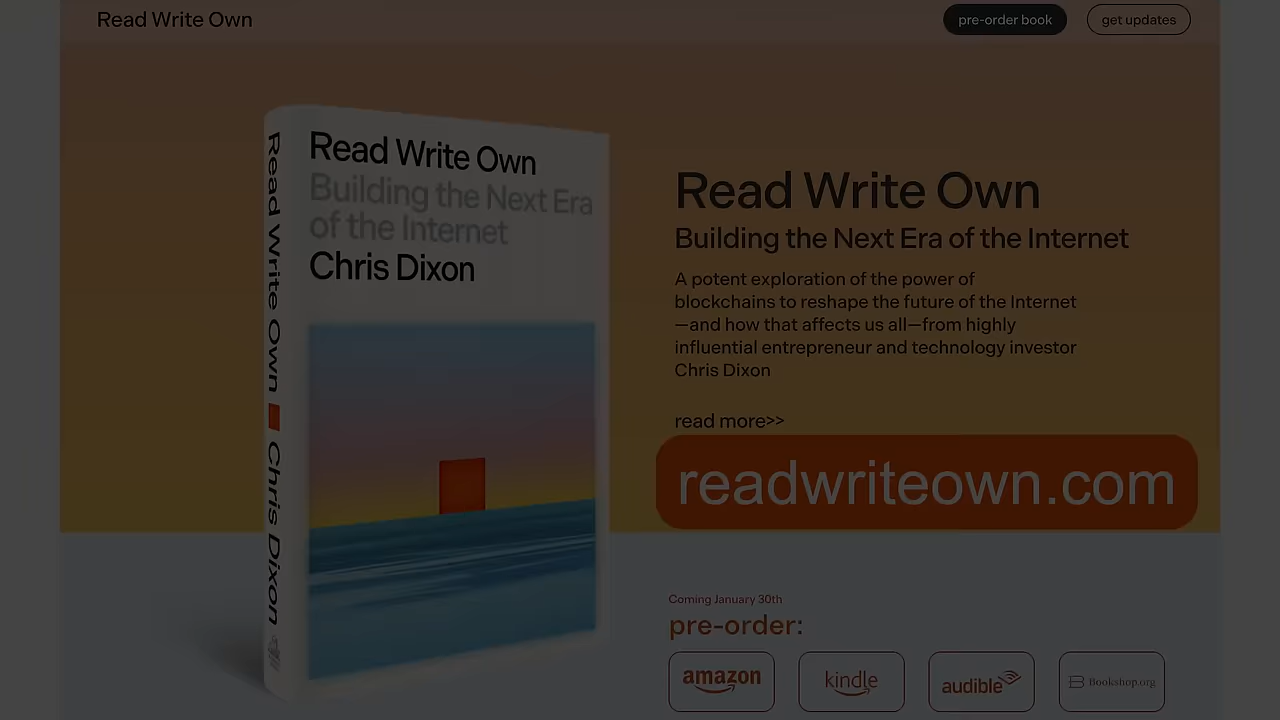 Read Write Own
pre-order book
get updates
Read Write Own
Building the Next Era
of the Internet
Chris Dixon
Read Write Own Chris Dixon
Read Write Own
Building the Next Era of the Internet
A potent exploration of the power of
blockchains to reshape the future of the Internet
—and how that affects us all—from highly
influential entrepreneur and technology investor
Chris Dixon
read more>>
readwriteown.com
Coming January 30th
pre-order:
amazon
kindle
audible
Bookshop.org